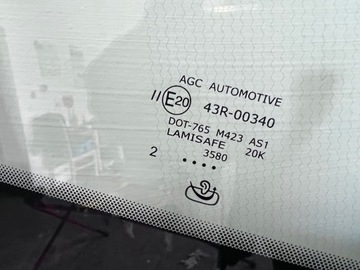 AGC AUTOMOTIVE
II E20 43R-00340
DOT-765 M423 AS1
LAMISAFE 20K
3580
2 ••••